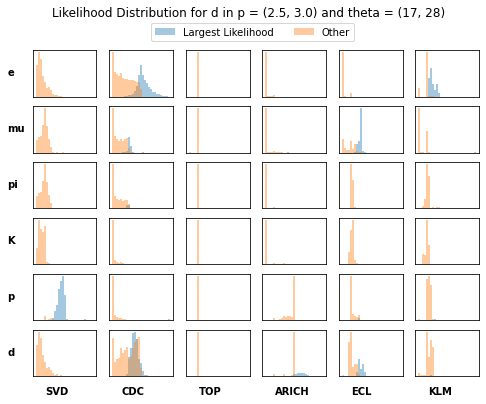 Likelihood Distribution for d in p = (2.5, 3.0) and theta = (17, 28)
Largest Likelihood Other
e
mu
pi
K
p
d
SVD CDC TOP ARICH ECL KLM